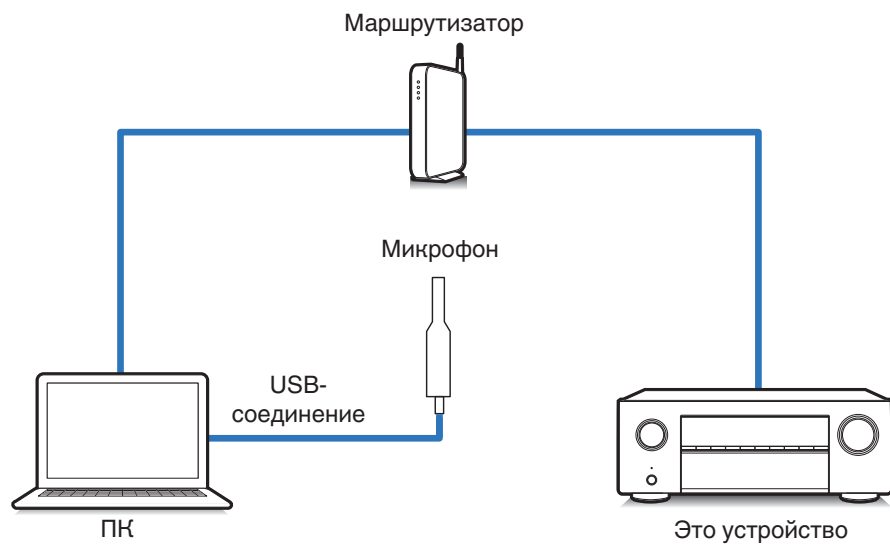 Маршрутизатор
Микрофон
USB-
соединение
ПК
Это устройство